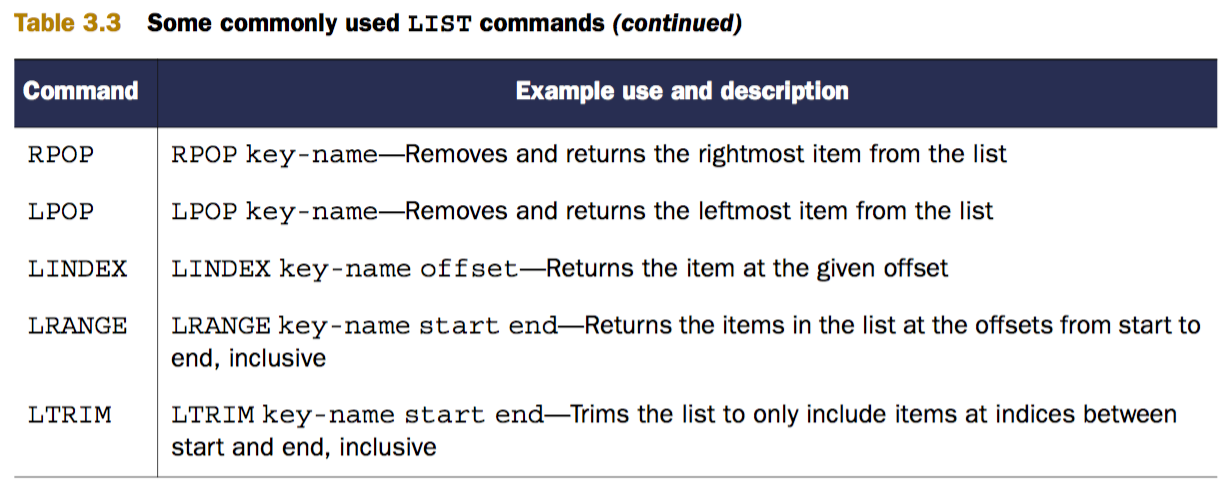 Table 3.3 Some commonly used LIST commands (continued)
Command Example use and description
RPOP RPOP key-name—Removes and returns the rightmost item from the list
LPOP LPOP key-name—Removes and returns the leftmost item from the list
LINDEX LINDEX key-name offset—Returns the item at the given offset
LRANGE LRANGE key-name start end—Returns the items in the list at the offsets from start to
end, inclusive
LTRIM LTRIM key-name start end—Trims the list to only include items at indices between
start and end, inclusive